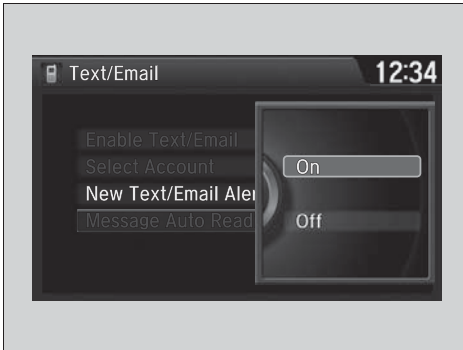 Text/Email
12:34
Enable Text/Email
Select Account
New Text/Email Aler
Message Auto Read
On
Off